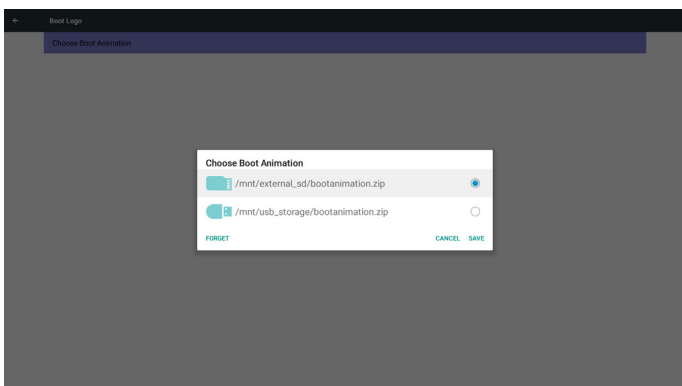 Boot Logo
Choose Boot Animation
Choose Boot Animation
/mnt/external_sd/bootanimation.zip
/mnt/usb_storage/bootanimation.zip
FORGET CANCEL SAVE